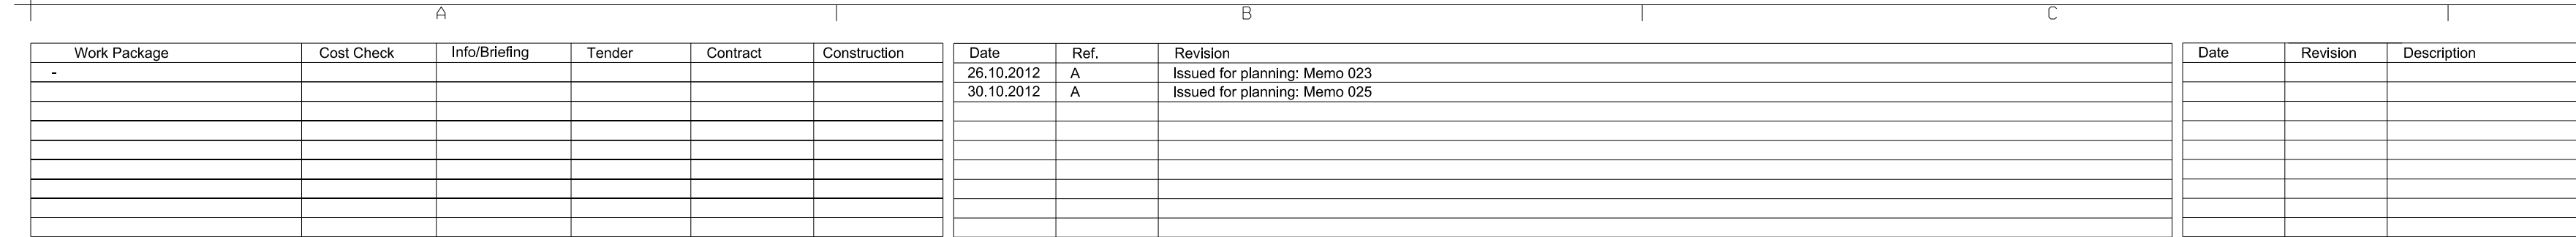 A B C
Work Package Cost Check Info/Briefing Tender Contract Construction Date Ref. Revision Date Revision Description
- 26.10.2012 A Issued for planning: Memo 023
30.10.2012 A Issued for planning: Memo 025